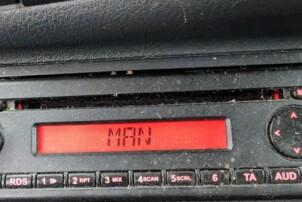 MAN
RDS 1 ▷ 2 RPT 3 MIX 4 SCAN 5 SCRL 6 TA AUD